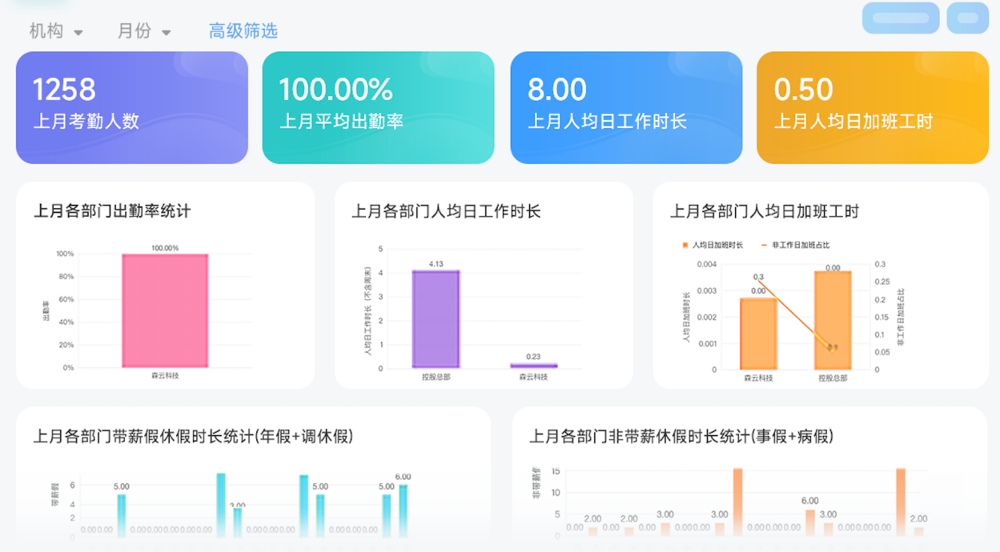 机构 月份 高级筛选
1258
上月考勤人数
100.00%
上月平均出勤率
8.00
上月人均日工作时长
0.50
上月人均日加班工时
上月各部门出勤率统计
出勤率
100%
80%
60%
40%
20%
0%
100.00%
森云科技
上月各部门人均日工作时长
人均日工作时长 (不含周末)
5
4
3
2
1
0
4.13
0.23
控股总部 森云科技
上月各部门人均日加班工时
人均日加班时长 非工作日加班占比
人均日加班时长
0.004
0.003
0.002
0.001
0
0.3
0.00
0.00
0.3
0.25
0.2
0.15
0.1
0.05
0
非工作日加班占比
森云科技 控股总部
上月各部门带薪假休假时长统计(年假+调休假)
带薪假
6
4
2
0
5.00 3.00 5.00 5.00 6.00
0.00 0.00 0.00 0.00 0.00 0.00 0.00 0.00 0.00 0.00 0.00 0.00 0.00
上月各部门非带薪休假时长统计(事假+病假)
非带薪假
15
10
5
0
2.00 2.00 3.00 3.00 6.00 3.00 2.00
0.00 0.00 0.00 0.00 0.00 0.00 0.00 0.00 0.00 0.00 0.00